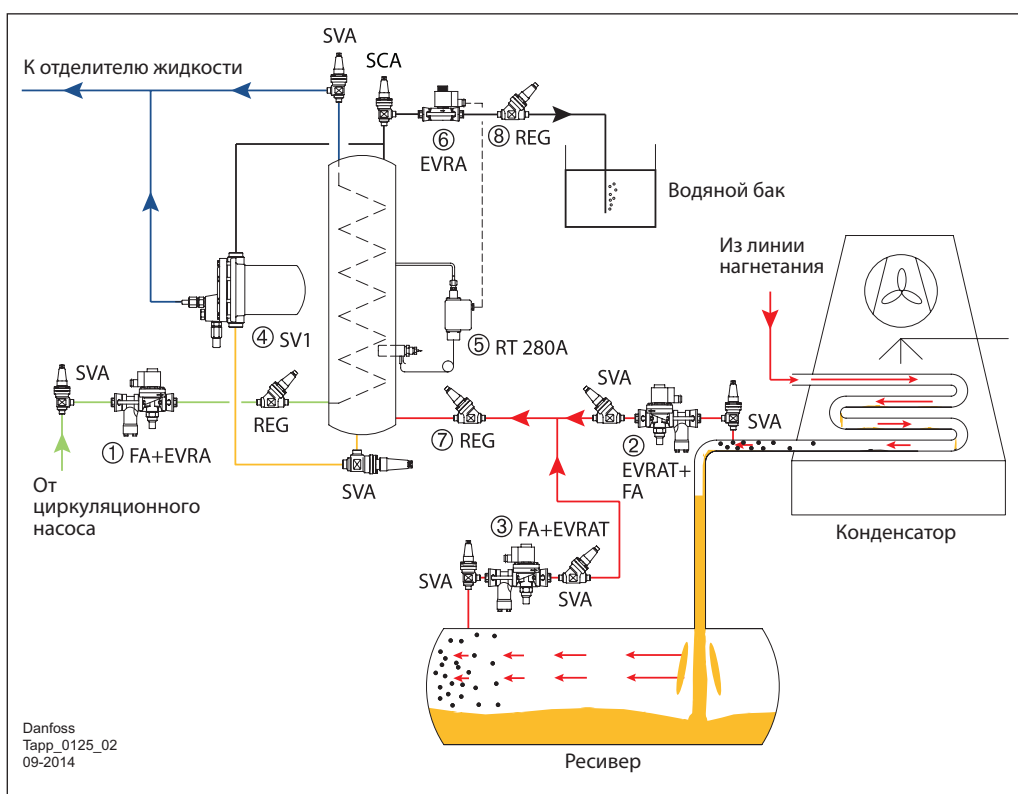 SVA
К отделителю жидкости
SCA
⑥
EVRA
⑧ REG
Водяной бак
Из линии
нагнетания
④ SV1
⑤ RT 280A
SVA
① FA+EVRA
REG
SVA
⑦ REG
SVA
②
EVRAT+
FA
SVA
От
циркуляционного
насоса
③ FA+EVRAT
SVA
SVA
Конденсатор
Ресивер
Danfoss
Tapp_0125_02
09-2014